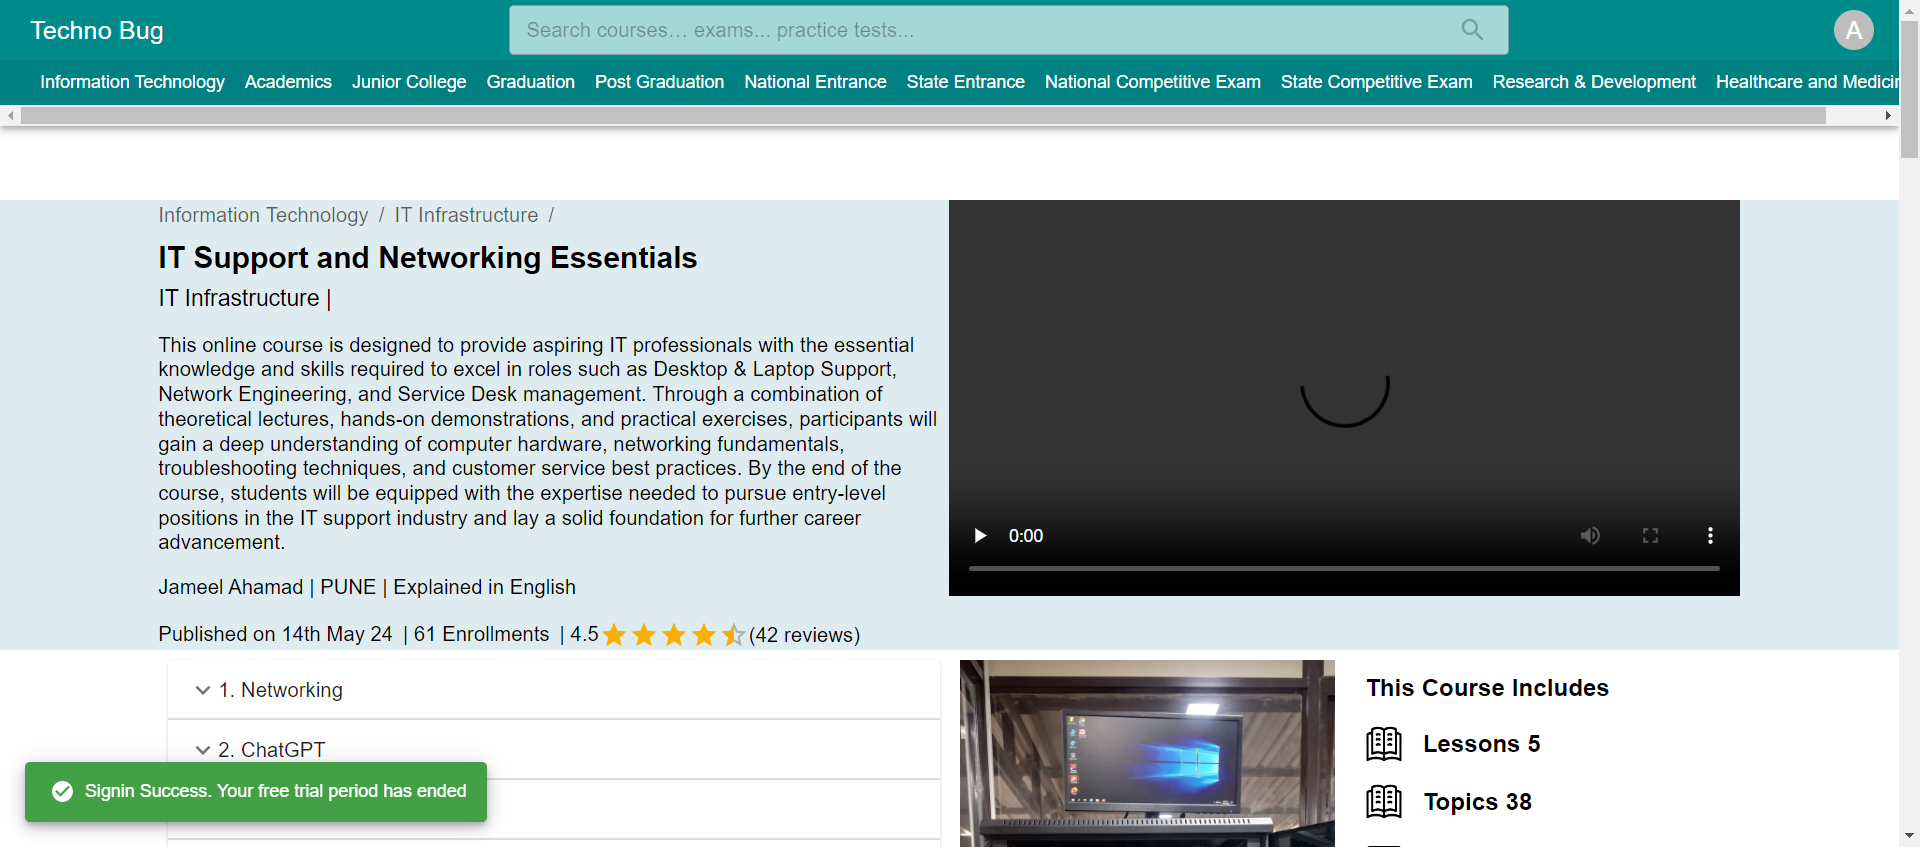 Techno Bug
Search courses... exams... practice tests...
A
Information Technology Academics Junior College Graduation Post Graduation National Entrance State Entrance National Competitive Exam State Competitive Exam Research & Development Healthcare and Medicin
Information Technology / IT Infrastructure /
IT Support and Networking Essentials
IT Infrastructure |
This online course is designed to provide aspiring IT professionals with the essential
knowledge and skills required to excel in roles such as Desktop & Laptop Support,
Network Engineering, and Service Desk management. Through a combination of
theoretical lectures, hands-on demonstrations, and practical exercises, participants will
gain a deep understanding of computer hardware, networking fundamentals,
troubleshooting techniques, and customer service best practices. By the end of the
course, students will be equipped with the expertise needed to pursue entry-level
positions in the IT support industry and lay a solid foundation for further career
advancement.
Jameel Ahamad | PUNE | Explained in English
Published on 14th May 24 | 61 Enrollments | 4.5 (42 reviews)
0:00
1. Networking
2. ChatGPT
Signin Success. Your free trial period has ended
This Course Includes
Lessons 5
Topics 38